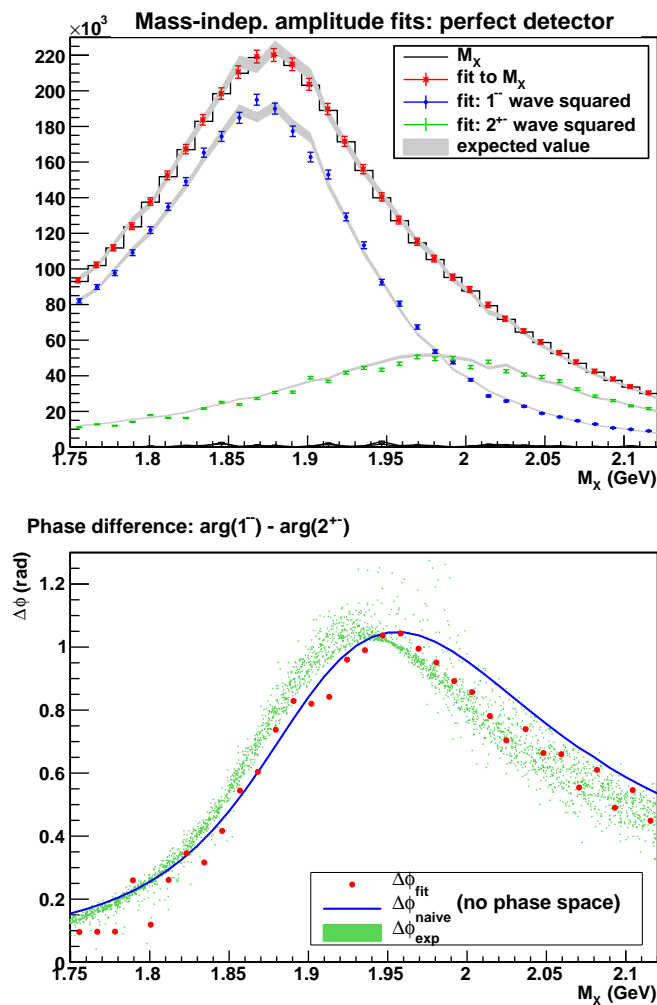 Mass-indep. amplitude fits: perfect detector
×10³
220
200
180
160
140
120
100
80
60
40
20
0
M_X
fit to M_X
fit: 1⁻⁻ wave squared
fit: 2⁺⁻ wave squared
expected value
1.75 1.8 1.85 1.9 1.95 2 2.05 2.1
M_X (GeV)
Phase difference: arg(1⁻⁻) - arg(2⁺⁻)
Δϕ (rad)
1.2
1
0.8
0.6
0.4
0.2
0
Δϕ_fit
Δϕ^naive (no phase space)
Δϕ_exp
1.75 1.8 1.85 1.9 1.95 2 2.05 2.1
M_X (GeV)